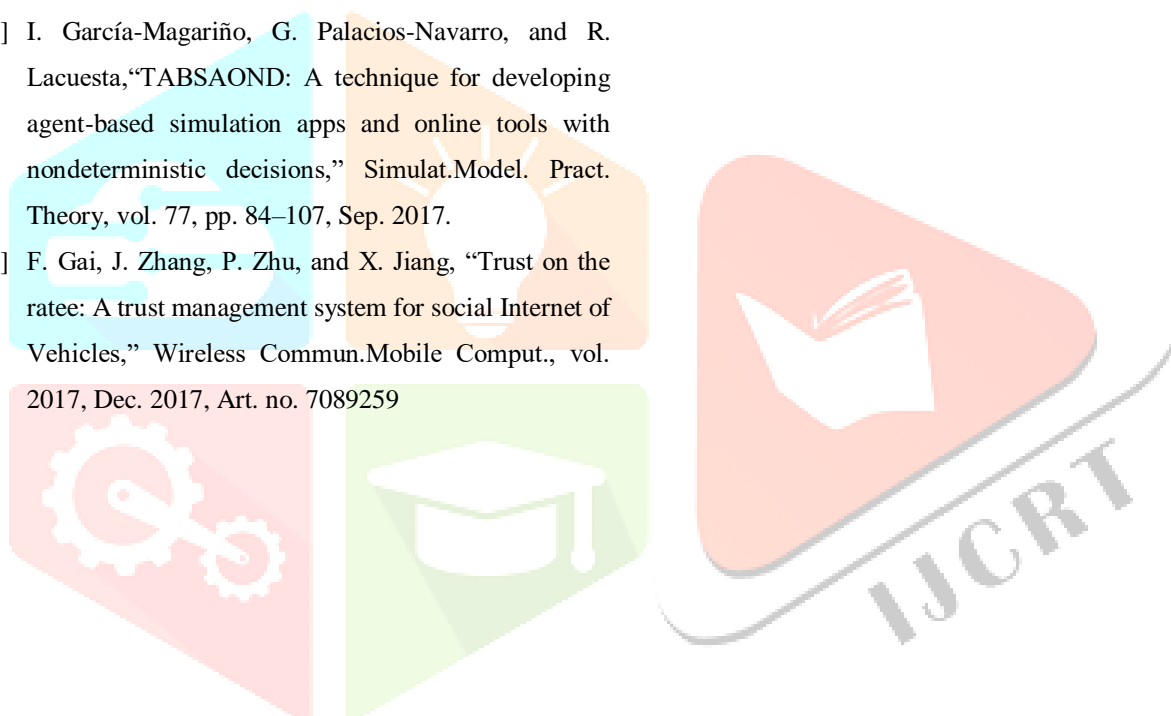 ] I. García-Magariño, G. Palacios-Navarro, and R.
Lacuesta,“TABSAOND: A technique for developing
agent-based simulation apps and online tools with
nondeterministic decisions,” Simulat.Model. Pract.
Theory, vol. 77, pp. 84–107, Sep. 2017.
] F. Gai, J. Zhang, P. Zhu, and X. Jiang, “Trust on the
ratee: A trust management system for social Internet of
Vehicles,” Wireless Commun.Mobile Comput., vol.
2017, Dec. 2017, Art. no. 7089259
IJCRT